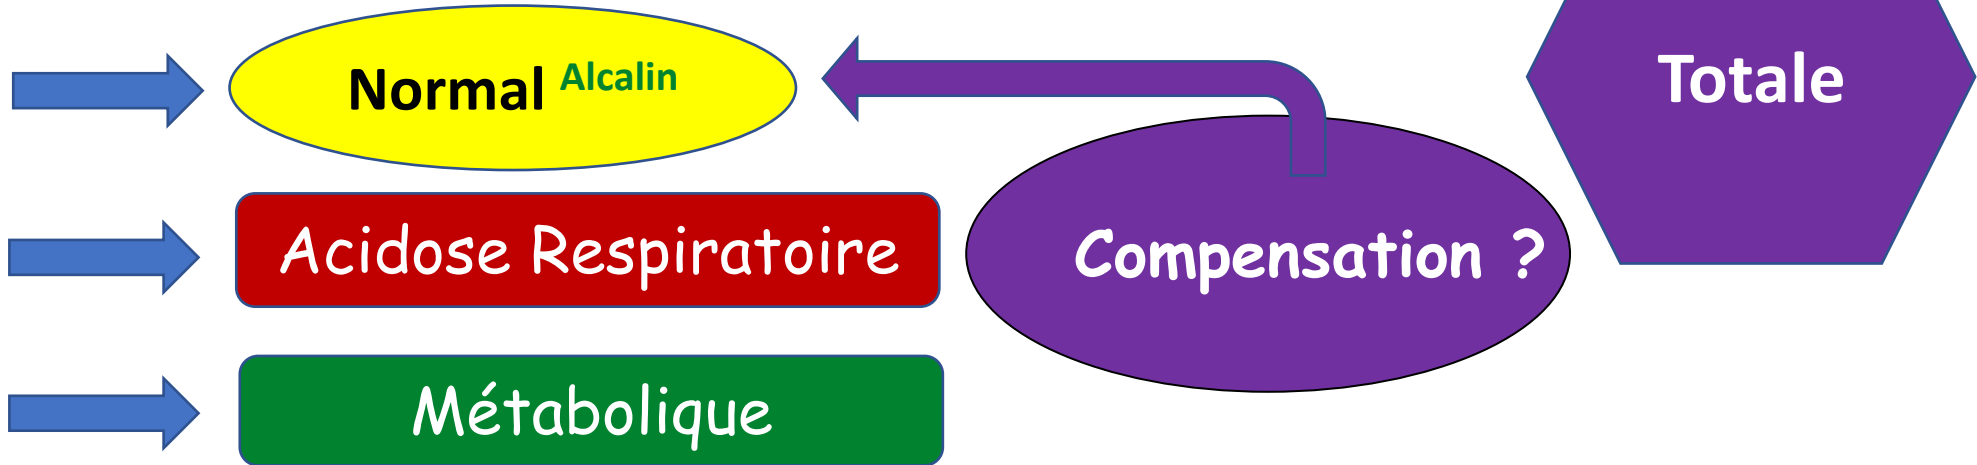 Normal Alcalin
Totale
Acidose Respiratoire
Compensation ?
Métabolique